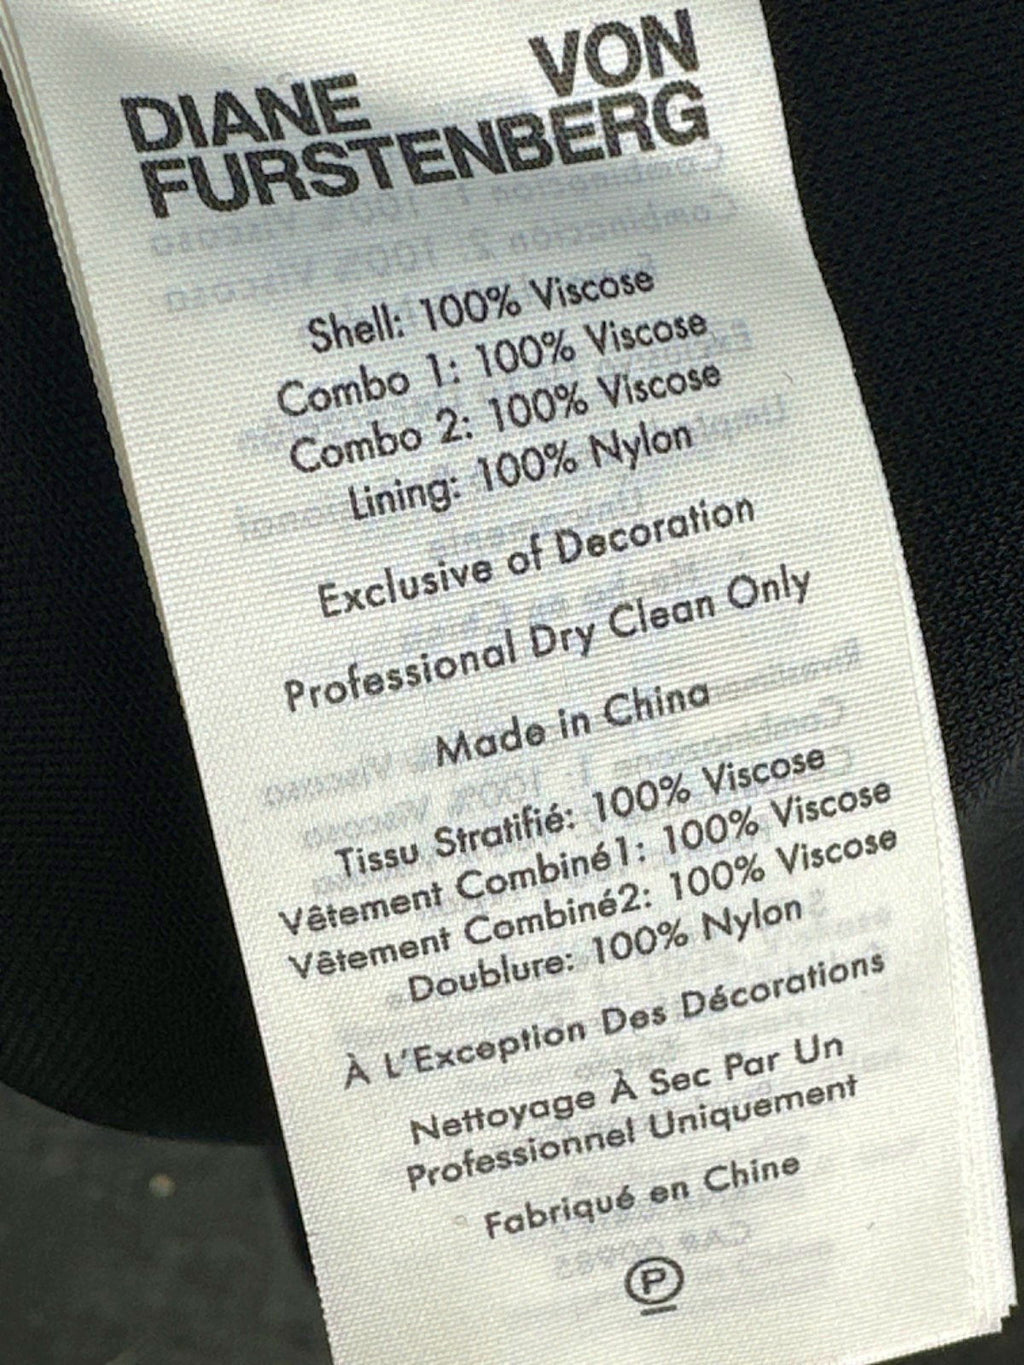 DIANE VON
FURSTENBERG
Shell: 100% Viscose
Combo 1: 100% Viscose
Combo 2: 100% Viscose
Lining: 100% Nylon
Exclusive of Decoration
Professional Dry Clean Only
Made in China
Tissu Stratifié: 100% Viscose
Vêtement Combiné1: 100% Viscose
Vêtement Combiné2: 100% Viscose
Doublure: 100% Nylon
À L'Exception Des Décorations
Nettoyage À Sec Par Un
Professionnel Uniquement
Fabriqué en Chine
P